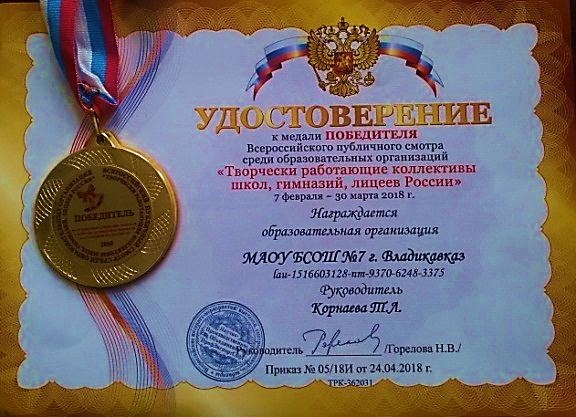 УДОСТОВЕРЕНИЕ
к медали ПОБЕДИТЕЛЯ
Всероссийского публичного смотра
среди образовательных организаций
«Творчески работающие коллективы
школ, гимназий, лицеев России»
7 февраля – 30 марта 2018 г.
Награждается
образовательная организация
МАОУ БСОШ №7 г. Владикавказ
lau-1516603128-пт-9370-6248-3375
Руководитель
Корнаева Т.Л.
Руководитель /Горелова Н.В./
Приказ № 05/18И от 24.04.2018 г.
ТРК-362031
ПОБЕДИТЕЛЬ
2018